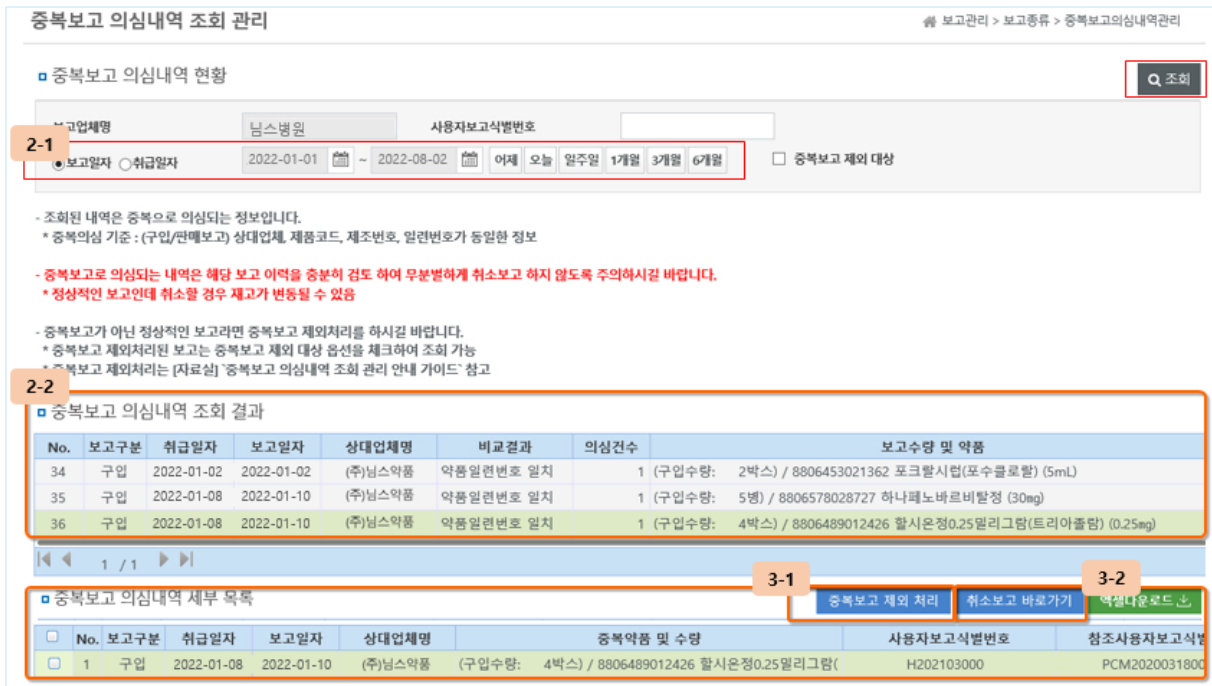 중복보고 의심내역 조회 관리
보고관리 > 보고종류 > 중복보고의심내역관리
중복보고 의심내역 현황
조회
보고업체명 님스병원 사용자보고식별번호
2-1
보고일자 취급일자 2022-01-01 ~ 2022-08-02 어제 오늘 일주일 1개월 3개월 6개월 중복보고 제외 대상
- 조회된 내역은 중복으로 의심되는 정보입니다.
* 중복의심 기준 : (구입/판매보고) 상대업체, 제품코드, 제조번호, 일련번호가 동일한 정보
- 중복보고로 의심되는 내역은 해당 보고 이력을 충분히 검토 하여 무분별하게 취소보고 하지 않도록 주의하시길 바랍니다.
* 정상적인 보고인데 취소할 경우 재고가 변동될 수 있음
- 중복보고가 아닌 정상적인 보고라면 중복보고 제외처리를 하시길 바랍니다.
* 중복보고 제외처리된 보고는 중복보고 제외 대상 옵션을 체크하여 조회 가능
* 중복보고 제외처리는 [자료실] `중복보고 의심내역 조회 관리 안내 가이드` 참고
2-2
중복보고 의심내역 조회 결과
No. 보고구분 취급일자 보고일자 상대업체명 비교결과 의심건수 보고수량 및 약품
34 구입 2022-01-02 2022-01-02 (주)님스약품 약품일련번호 일치 1 (구입수량: 2박스) / 8806453021362 포크랄시럽(포수클로랄) (5mL)
35 구입 2022-01-08 2022-01-10 (주)님스약품 약품일련번호 일치 1 (구입수량: 5병) / 8806578028727 하나페노바르비탈정 (30mg)
36 구입 2022-01-08 2022-01-10 (주)님스약품 약품일련번호 일치 1 (구입수량: 4박스) / 8806489012426 할시온정0.25밀리그람(트리아졸람) (0.25mg)
1 / 1
3-1 3-2
중복보고 의심내역 세부 목록 중복보고 제외 처리 취소보고 바로가기 엑셀다운로드
No. 보고구분 취급일자 보고일자 상대업체명 중복약품 및 수량 사용자보고식별번호 참조사용자보고식별
1 구입 2022-01-08 2022-01-10 (주)님스약품 (구입수량: 4박스) / 8806489012426 할시온정0.25밀리그람( H202103000 PCM2020031800